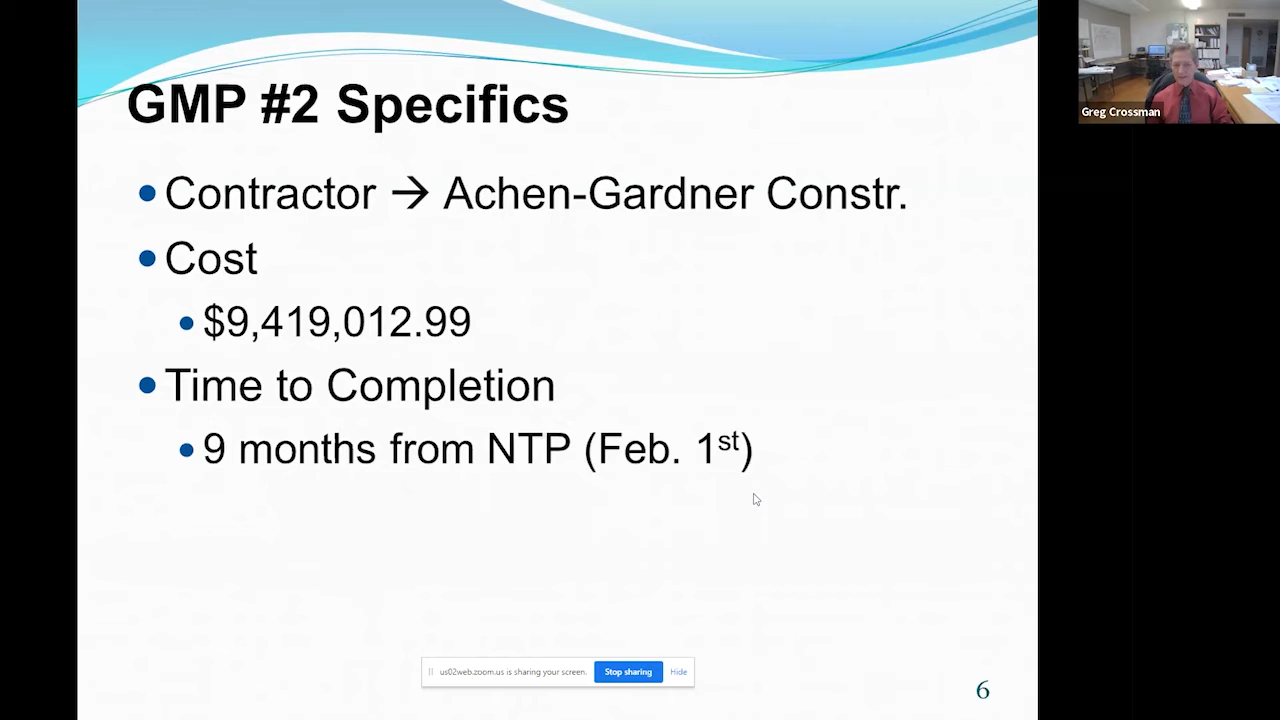 GMP #2 Specifics
Greg Crossman
• Contractor → Achen-Gardner Constr.
• Cost
• $9,419,012.99
• Time to Completion
• 9 months from NTP (Feb. 1st)
us02web.zoom.us is sharing your screen.
Stop sharing
Hide
6